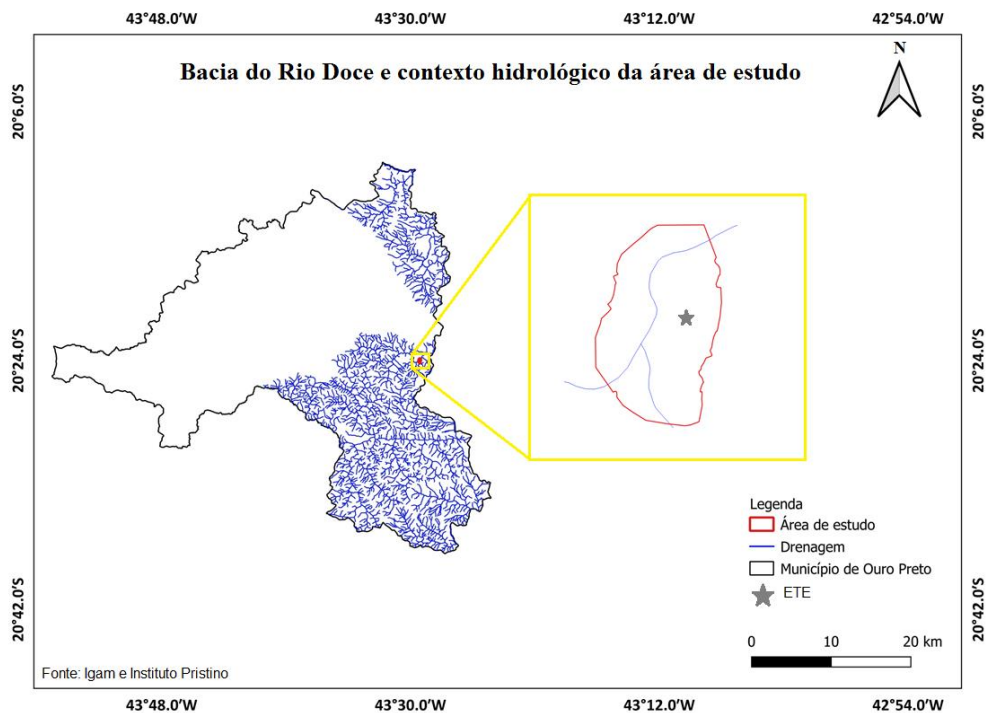 43°48.0'W 43°30.0'W 43°12.0'W 42°54.0'W
N
Bacia do Rio Doce e contexto hidrológico da área de estudo
20°6.0'S 20°6.0'S
20°24.0'S 20°24.0'S
Legenda
Área de estudo
Drenagem
Município de Ouro Preto
ETE
20°42.0'S 20°42.0'S
0 10 20 km
Fonte: Igam e Instituto Pristino
43°48.0'W 43°30.0'W 43°12.0'W 42°54.0'W